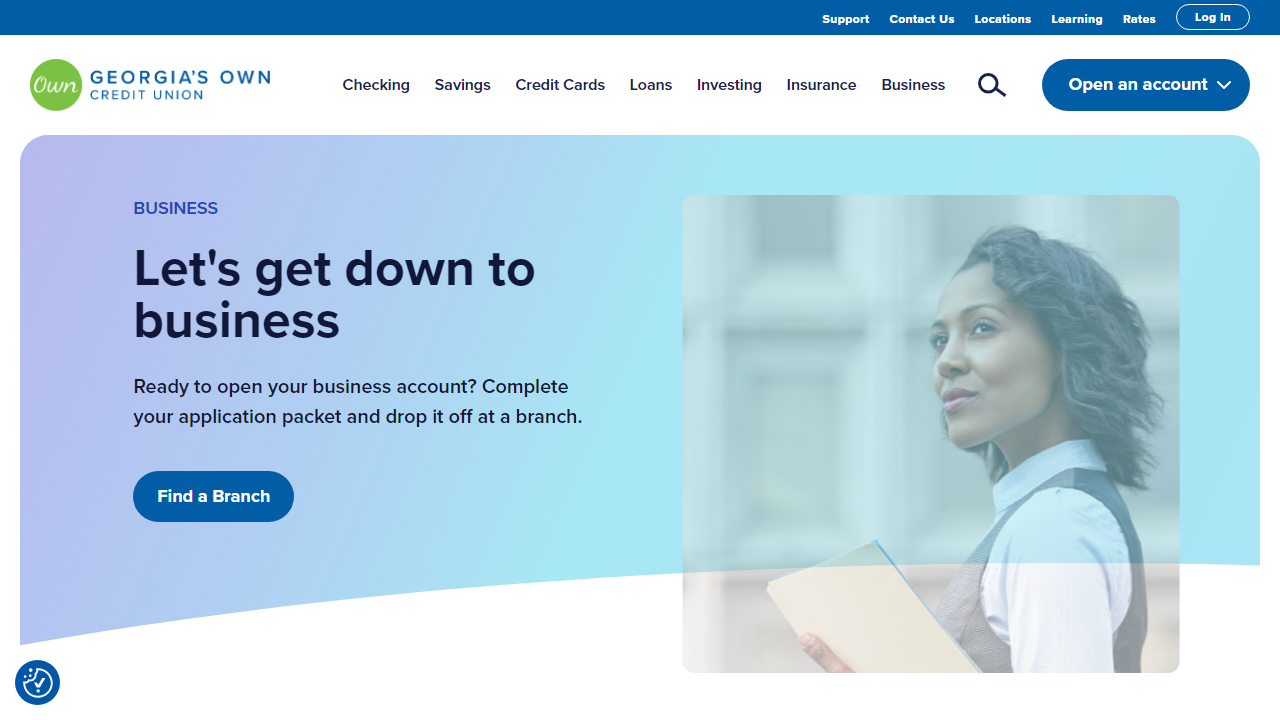 Support Contact Us Locations Learning Rates Log In
Own GEORGIA'S OWN
CREDIT UNION
Checking Savings Credit Cards Loans Investing Insurance Business Open an account
BUSINESS
Let's get down to
business
Ready to open your business account? Complete
your application packet and drop it off at a branch.
Find a Branch